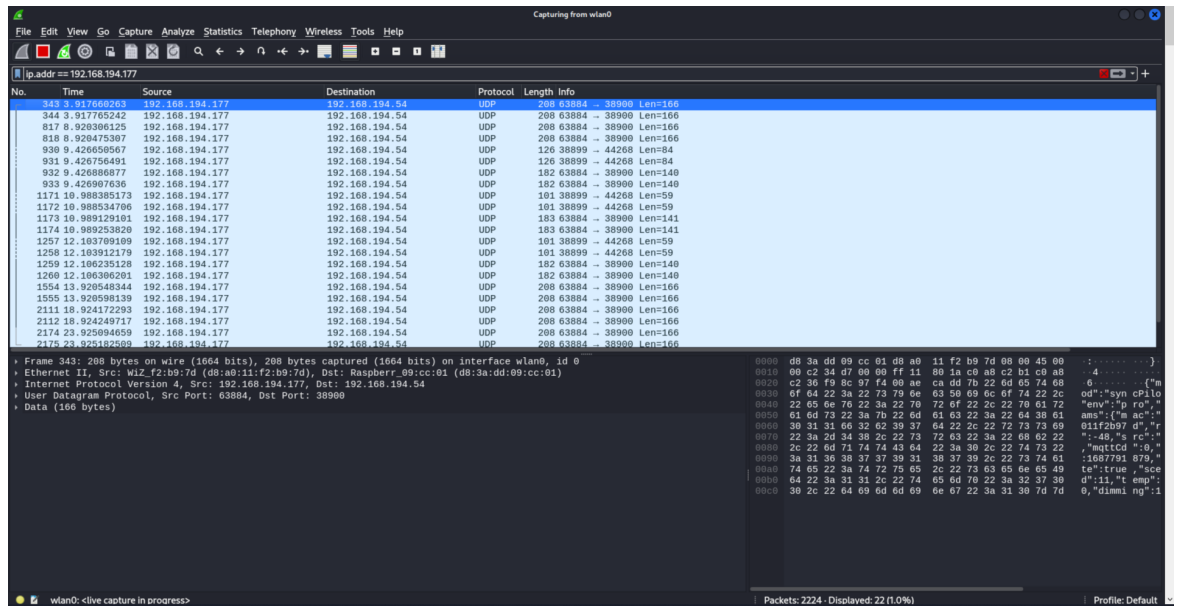 Capturing from wlan0
File Edit View Go Capture Analyze Statistics Telephony Wireless Tools Help
ip.addr == 192.168.194.177
No. Time Source Destination Protocol Length Info
343 3.917660263 192.168.194.177 192.168.194.54 UDP 208 63884 → 38900 Len=166
344 3.917765242 192.168.194.177 192.168.194.54 UDP 208 63884 → 38900 Len=166
817 8.920306125 192.168.194.177 192.168.194.54 UDP 208 63884 → 38900 Len=166
818 8.920475307 192.168.194.177 192.168.194.54 UDP 208 63884 → 38900 Len=166
930 9.426650567 192.168.194.177 192.168.194.54 UDP 126 38899 → 44268 Len=84
931 9.426756491 192.168.194.177 192.168.194.54 UDP 126 38899 → 44268 Len=84
932 9.426886877 192.168.194.177 192.168.194.54 UDP 182 63884 → 38900 Len=140
933 9.426907636 192.168.194.177 192.168.194.54 UDP 182 63884 → 38900 Len=140
1171 10.988385173 192.168.194.177 192.168.194.54 UDP 101 38899 → 44268 Len=59
1172 10.988534706 192.168.194.177 192.168.194.54 UDP 101 38899 → 44268 Len=59
1173 10.989129101 192.168.194.177 192.168.194.54 UDP 183 63884 → 38900 Len=141
1174 10.989253820 192.168.194.177 192.168.194.54 UDP 183 63884 → 38900 Len=141
1257 12.103709109 192.168.194.177 192.168.194.54 UDP 101 38899 → 44268 Len=59
1258 12.103912179 192.168.194.177 192.168.194.54 UDP 101 38899 → 44268 Len=59
1259 12.106235128 192.168.194.177 192.168.194.54 UDP 182 63884 → 38900 Len=140
1260 12.106306201 192.168.194.177 192.168.194.54 UDP 182 63884 → 38900 Len=140
1554 13.920548344 192.168.194.177 192.168.194.54 UDP 208 63884 → 38900 Len=166
1555 13.920598139 192.168.194.177 192.168.194.54 UDP 208 63884 → 38900 Len=166
2111 18.924172293 192.168.194.177 192.168.194.54 UDP 208 63884 → 38900 Len=166
2112 18.924249717 192.168.194.177 192.168.194.54 UDP 208 63884 → 38900 Len=166
2174 23.925094659 192.168.194.177 192.168.194.54 UDP 208 63884 → 38900 Len=166
2175 23.925182509 192.168.194.177 192.168.194.54 UDP 208 63884 → 38900 Len=166
Frame 343: 208 bytes on wire (1664 bits), 208 bytes captured (1664 bits) on interface wlan0, id 0
Ethernet II, Src: WiZ_f2:b9:7d (d8:a0:11:f2:b9:7d), Dst: Raspberr_09:cc:01 (d8:3a:dd:09:cc:01)
Internet Protocol Version 4, Src: 192.168.194.177, Dst: 192.168.194.54
User Datagram Protocol, Src Port: 63884, Dst Port: 38900
Data (166 bytes)
0000 d8 3a dd 09 cc 01 d8 a0 11 f2 b9 7d 08 00 45 00 ·:······ ···}··E·
0010 00 c2 34 d7 00 00 ff 11 80 1a c0 a8 c2 b1 c0 a8 ··4····· ········
0020 c2 36 f9 8c 97 f4 00 ae ca dd 7b 22 6d 65 74 68 ·6······ ··{"m
0030 6f 64 22 3a 22 73 79 6e 63 50 69 6c 6f 74 22 2c od":"syn cPilo
0040 22 65 6e 76 22 3a 22 70 72 6f 22 2c 22 70 61 72 "env":"p ro","
0050 61 6d 73 22 3a 7b 22 6d 61 63 22 3a 22 64 38 61 ams":{"m ac":"
0060 30 31 31 66 32 62 39 37 64 22 2c 22 72 73 73 69 011f2b97 d","r
0070 22 3a 2d 34 38 2c 22 73 72 63 22 3a 22 68 62 22 ":-48,"s rc":"
0080 2c 22 6d 71 74 74 43 64 22 3a 30 2c 22 74 73 22 ,"mqttCd ":0,"
0090 3a 31 36 38 37 37 39 31 38 37 39 2c 22 73 74 61 :1687791 879,"
00a0 74 65 22 3a 74 72 75 65 2c 22 73 63 65 6e 65 49 te":true ,"sce
00b0 64 22 3a 31 31 2c 22 74 65 6d 70 22 3a 32 37 30 d":11,"t emp":
00c0 30 2c 22 64 69 6d 6d 69 6e 67 22 3a 31 30 7d 7d 0,"dimmi ng":1
wlan0: <live capture in progress>
Packets: 2224 · Displayed: 22 (1.0%)
Profile: Default